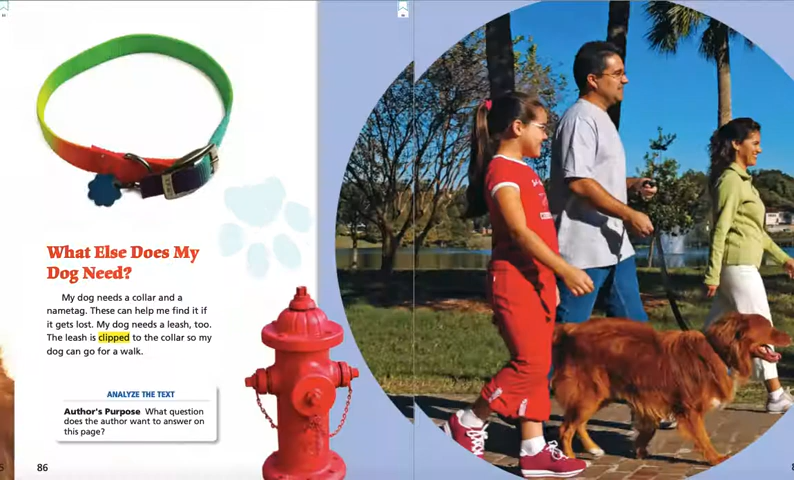 What Else Does My
Dog Need?
My dog needs a collar and a
nametag. These can help me find it if
it gets lost. My dog needs a leash, too.
The leash is clipped to the collar so my
dog can go for a walk.
ANALYZE THE TEXT
Author's Purpose What question
does the author want to answer on
this page?
86